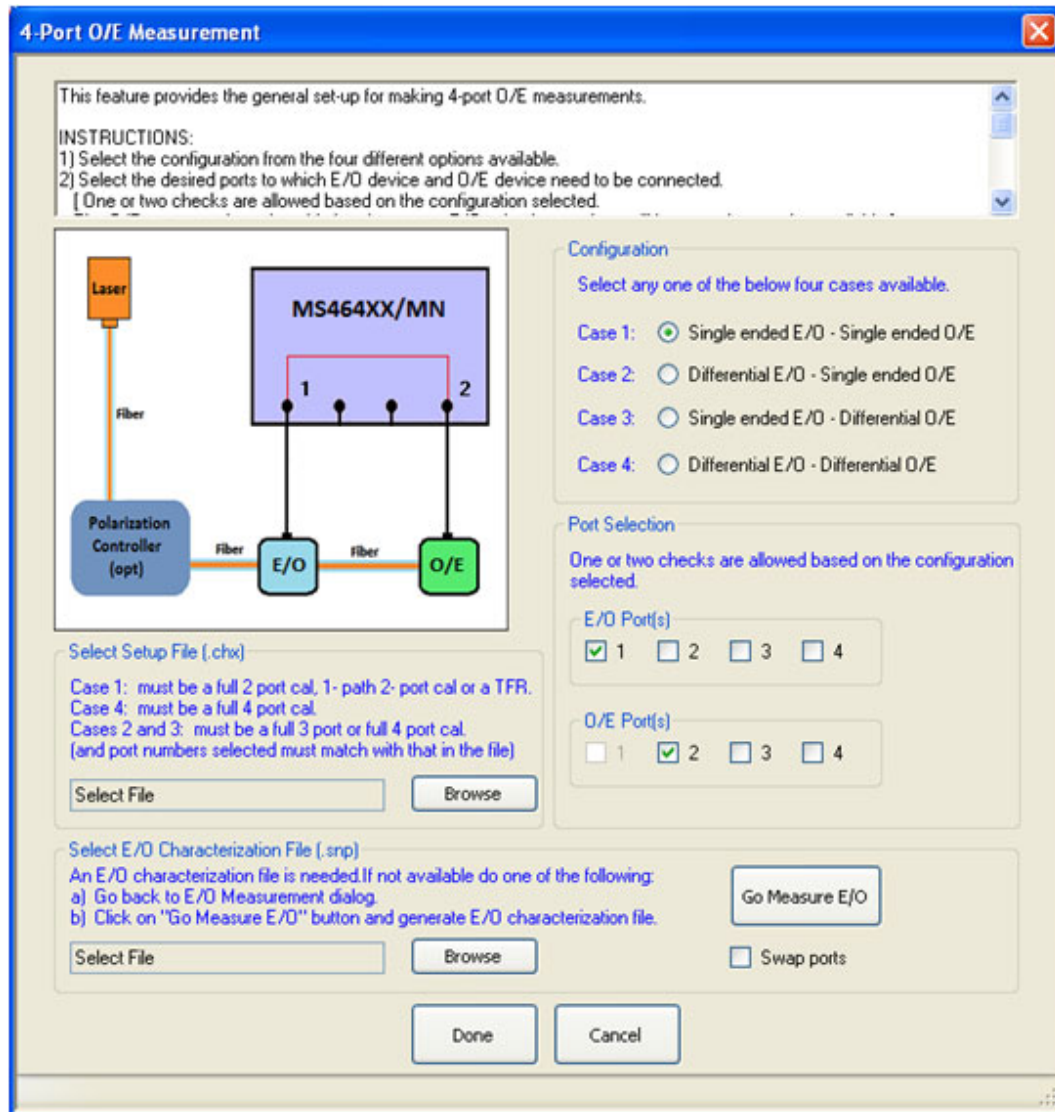 4-Port O/E Measurement
This feature provides the general set-up for making 4-port O/E measurements.
INSTRUCTIONS:
1) Select the configuration from the four different options available.
2) Select the desired ports to which E/O device and O/E device need to be connected.
[ One or two checks are allowed based on the configuration selected.
Laser
Fiber
MS464XX/MN
1
2
Polarization
Controller
(opt)
Fiber
E/O
Fiber
O/E
Configuration
Select any one of the below four cases available.
Case 1: Single ended E/O - Single ended O/E
Case 2: Differential E/O - Single ended O/E
Case 3: Single ended E/O - Differential O/E
Case 4: Differential E/O - Differential O/E
Port Selection
One or two checks are allowed based on the configuration
selected.
E/O Port(s)
1 2 3 4
O/E Port(s)
1 2 3 4
Select Setup File (.chx)
Case 1: must be a full 2 port cal, 1- path 2- port cal or a TFR.
Case 4: must be a full 4 port cal.
Cases 2 and 3: must be a full 3 port or full 4 port cal.
(and port numbers selected must match with that in the file)
Select File
Browse
Select E/O Characterization File (.snp)
An E/O characterization file is needed.If not available do one of the following:
a) Go back to E/O Measurement dialog.
b) Click on "Go Measure E/O" button and generate E/O characterization file.
Select File
Browse
Go Measure E/O
Swap ports
Done
Cancel